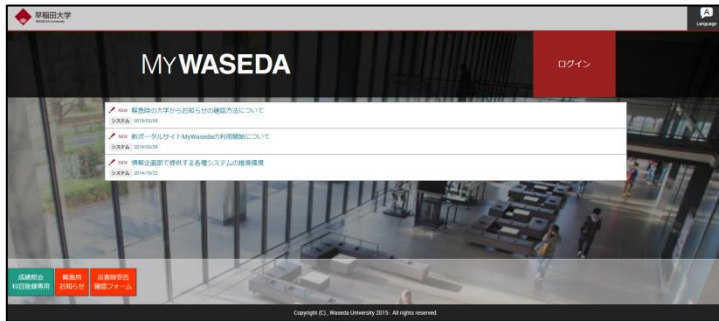 早稲田大学
WASEDA University
Language
MYWASEDA
ログイン
NEW 緊急時の大学からお知らせの確認方法について
システム
NEW 新ポータルサイトMyWasedaの利用開始について
システム
NEW 情報企画部で提供する各種システムの推奨環境
システム
成績照会
科目登録専用
緊急用
お知らせ
災害時安否
確認フォーム
Copyright (C), Waseda University 2015- All rights reserved.